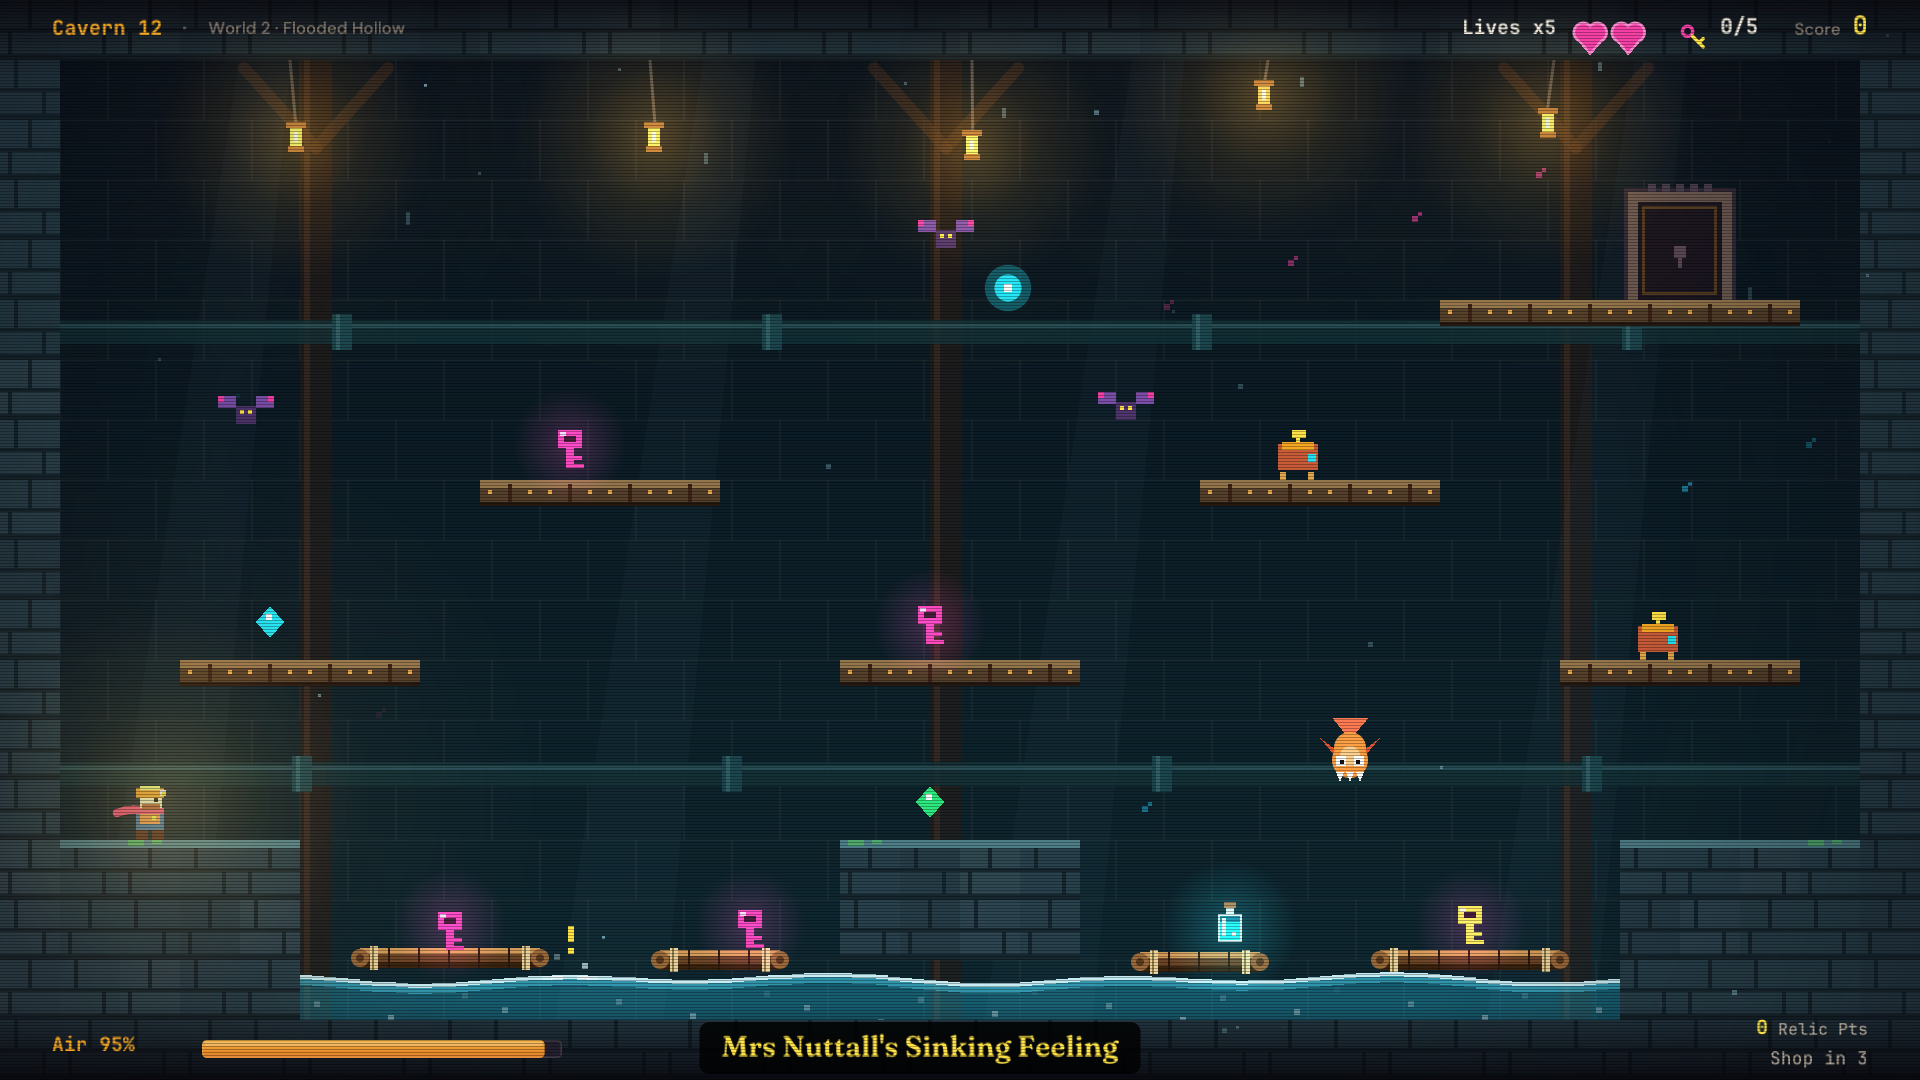 Cavern 12 · World 2 · Flooded Hollow
Lives x5 0/5 Score 0
!
Air 95%
Mrs Nuttall's Sinking Feeling
0 Relic Pts
Shop in 3